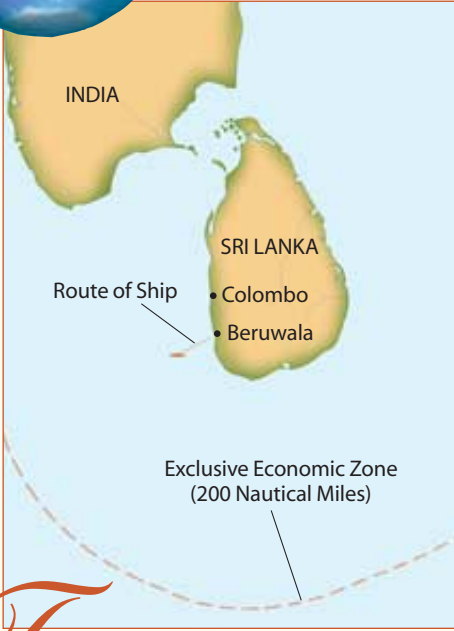 INDIA
SRI LANKA
Route of Ship
Colombo
Beruwala
Exclusive Economic Zone
(200 Nautical Miles)
T